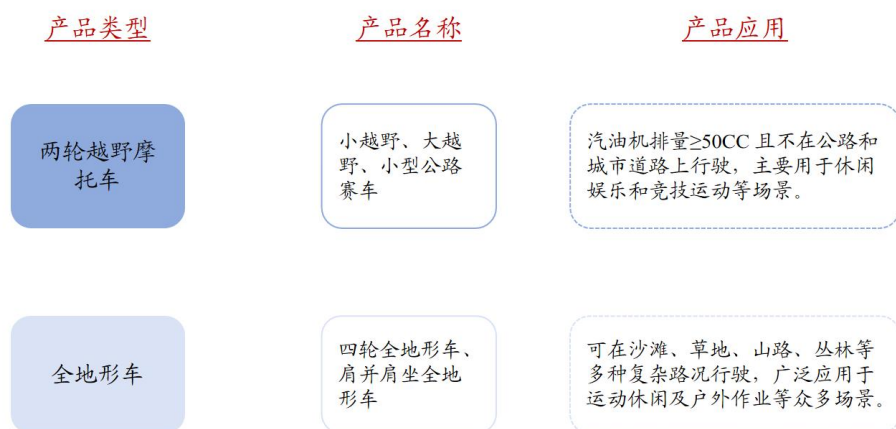 产品类型
产品名称
产品应用
两轮越野摩
托车
小越野、大越
野、小型公路
赛车
汽油机排量≥50CC 且不在公路和
城市道路上行驶，主要用于休闲
娱乐和竞技运动等场景。
全地形车
四轮全地形车、
肩并肩坐全地
形车
可在沙滩、草地、山路、丛林等
多种复杂路况行驶，广泛应用于
运动休闲及户外作业等众多场景。